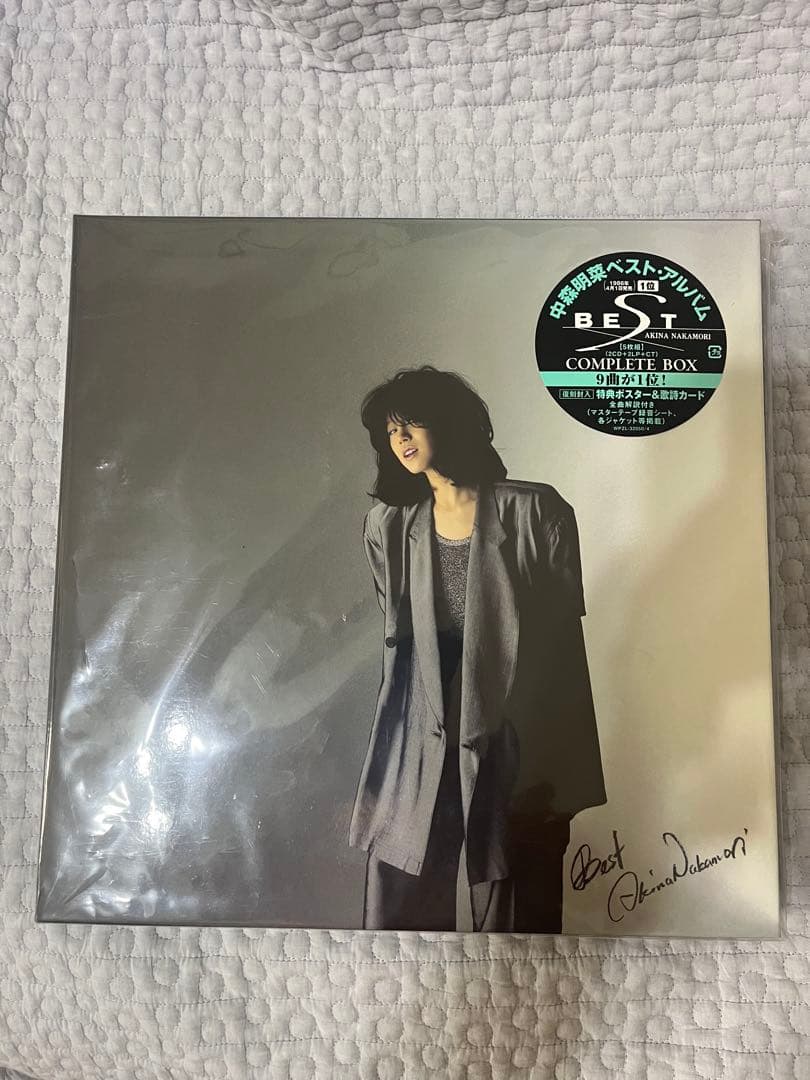 中森明菜ベスト・アルバム
1986年
4月1日発売
1位
BEST
AKINA NAKAMORI
【5枚組】
(2CD+2LP+CT)
COMPLETE BOX
9曲が1位!
復刻封入 特典ポスター&歌詩カード
全曲解説付き
(マスターテープ録音シート、
各ジャケット等掲載)
WPZL-32050/4
Best
Akina Nakamori